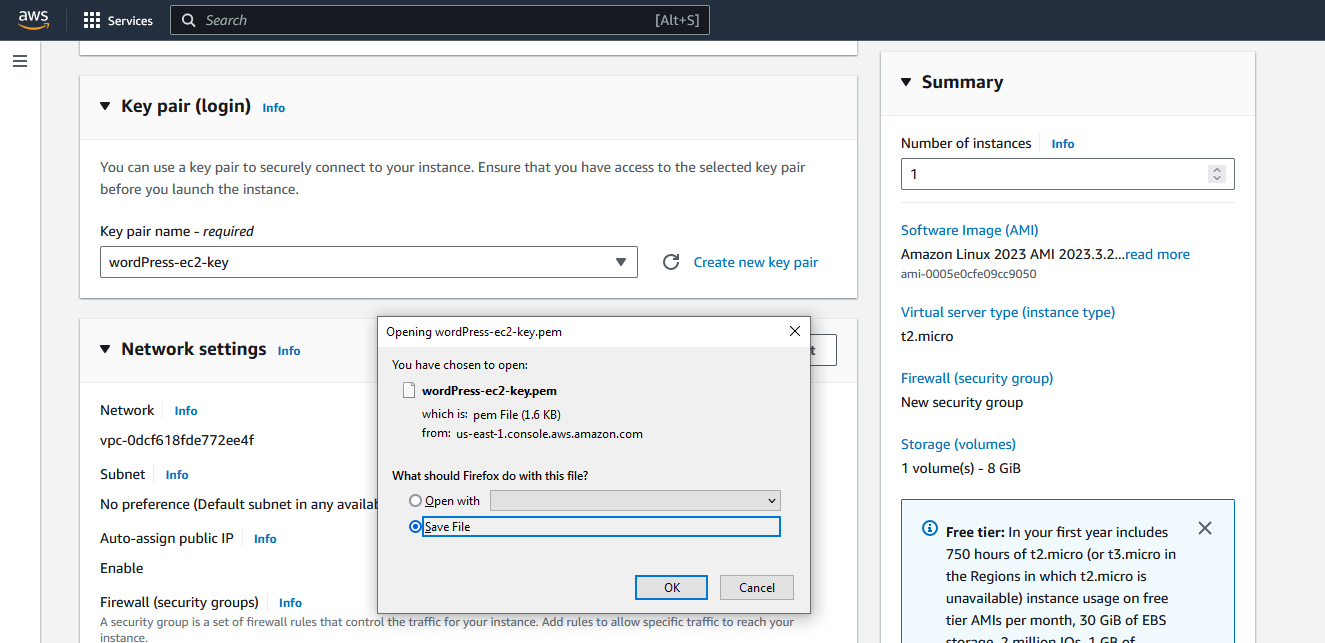 aws
Services
Search
[Alt+S]
Key pair (login) Info
You can use a key pair to securely connect to your instance. Ensure that you have access to the selected key pair
before you launch the instance.
Key pair name - required
wordPress-ec2-key
Create new key pair
Network settings Info
t
Network Info
vpc-0dcf618fde772ee4f
Subnet Info
No preference (Default subnet in any availab
Auto-assign public IP Info
Enable
Firewall (security groups) Info
A security group is a set of firewall rules that control the traffic for your instance. Add rules to allow specific traffic to reach your
instance.
Opening wordPress-ec2-key.pem
You have chosen to open:
wordPress-ec2-key.pem
which is: pem File (1.6 KB)
from: us-east-1.console.aws.amazon.com
What should Firefox do with this file?
Open with
Save File
OK
Cancel
Summary
Number of instances Info
1
Software Image (AMI)
Amazon Linux 2023 AMI 2023.3.2...read more
ami-0005e0cfe09cc9050
Virtual server type (instance type)
t2.micro
Firewall (security group)
New security group
Storage (volumes)
1 volume(s) - 8 GiB
Free tier: In your first year includes
750 hours of t2.micro (or t3.micro in
the Regions in which t2.micro is
unavailable) instance usage on free
tier AMIs per month, 30 GiB of EBS
storage, 2 million IOs, 1 GB of